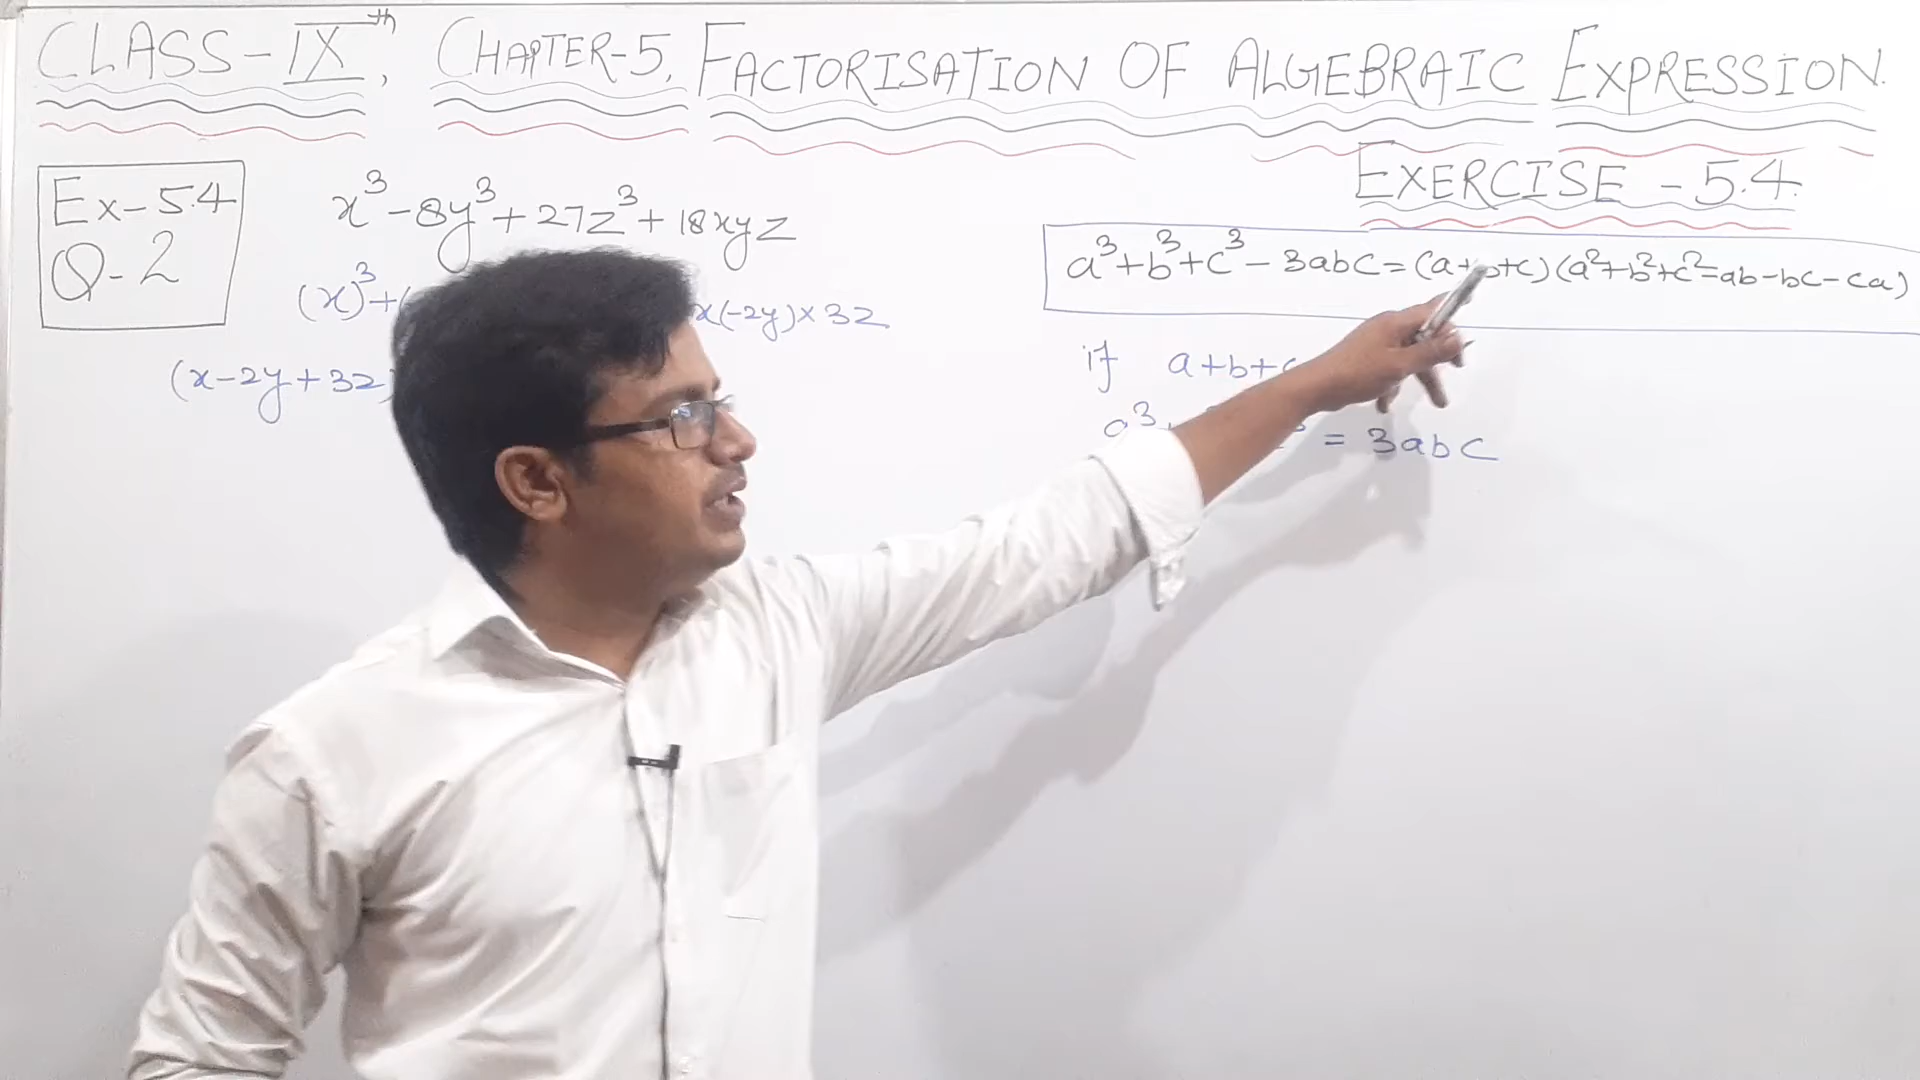 CLASS-IXth, CHAPTER-5, FACTORISATION OF ALGEBRAIC EXPRESSION.
EXERCISE - 5.4.
Ex-5.4
Q-2
x³-8y³+27z³+18xyz
(x)³+( x(-2y)×3z
(x-2y+3z)
a³+b³+c³-3abc=(a+b+c)(a²+b²+c²-ab-bc-ca)
if a+b+c
a³+ = 3abc